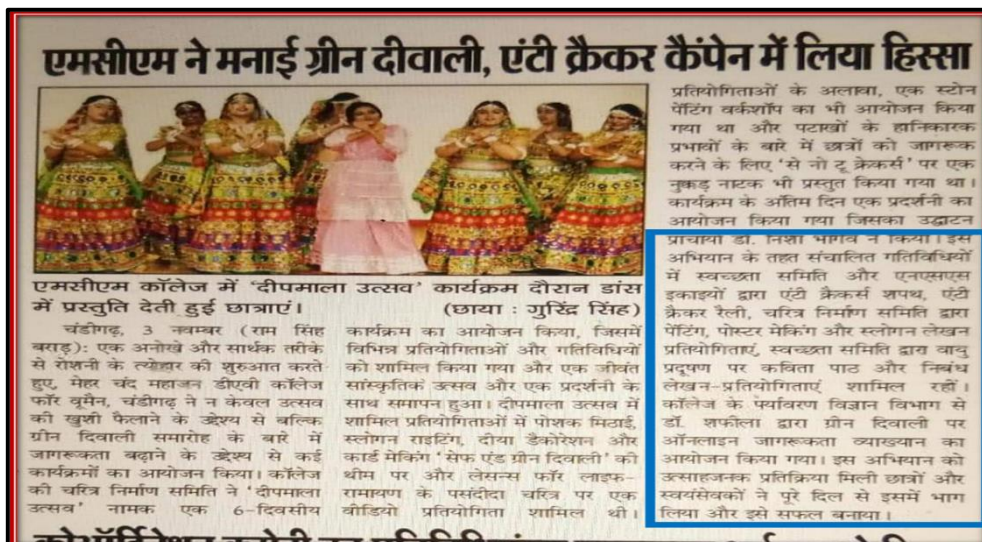 एमसीएम ने मनाई ग्रीन दीवाली, एंटी क्रैकर कैंपेन में लिया हिस्सा
एमसीएम कॉलेज में ‘दीपमाला उत्सव’ कार्यक्रम दौरान डांस
में प्रस्तुति देती हुई छात्राएं। (छाया : गुरिंद्र सिंह)
चंडीगढ़, 3 नवम्बर (राम सिंह
बराड़): एक अनोखे और सार्थक तरीके
से रोशनी के त्योहार की शुरुआत करते
हुए, मेहर चंद महाजन डीएवी कॉलेज
फॉर वूमैन, चंडीगढ़ ने न केवल उत्सव
की खुशी फैलाने के उद्देश्य से बल्कि
ग्रीन दिवाली समारोह के बारे में
जागरूकता बढ़ाने के उद्देश्य से कई
कार्यक्रमों का आयोजन किया। कॉलेज
की चरित्र निर्माण समिति ने ‘दीपमाला
उत्सव’ नामक एक 6-दिवसीय
कार्यक्रम का आयोजन किया, जिसमें
विभिन्न प्रतियोगिताओं और गतिविधियों
को शामिल किया गया और एक जीवंत
सांस्कृतिक उत्सव और एक प्रदर्शनी के
साथ समापन हुआ। दीपमाला उत्सव में
शामिल प्रतियोगिताओं में पोशक मिठाई,
स्लोगन राइटिंग, दीया डैकोरेशन और
कार्ड मेकिंग ‘सेफ एंड ग्रीन दिवाली’ की
थीम पर और लेसन्स फॉर लाइफ-
रामायण के पसंदीदा चरित्र पर एक
वीडियो प्रतियोगिता शामिल थी।
प्रतियोगिताओं के अलावा, एक स्टोन
पेंटिंग वर्कशॉप का भी आयोजन किया
गया था और पटाखों के हानिकारक
प्रभावों के बारे में छात्रों को जागरूक
करने के लिए ‘से नो टू क्रेकर्स’ पर एक
नुक्कड़ नाटक भी प्रस्तुत किया गया था।
कार्यक्रम के अंतिम दिन एक प्रदर्शनी का
आयोजन किया गया जिसका उद्घाटन
प्राचार्या डॉ. निशा भार्गव ने किया। इस
अभियान के तहत संचालित गतिविधियों
में स्वच्छता समिति और एनएसएस
इकाइयों द्वारा एंटी क्रैकर्स शपथ, एंटी
क्रैकर रैली, चरित्र निर्माण समिति द्वारा
पेंटिंग, पोस्टर मेकिंग और स्लोगन लेखन
प्रतियोगिताएं, स्वच्छता समिति द्वारा वायु
प्रदूषण पर कविता पाठ और निबंध
लेखन-प्रतियोगिताएं शामिल रहीं।
कॉलेज के पर्यावरण विज्ञान विभाग से
डॉ. शफीला द्वारा ग्रीन दिवाली पर
ऑनलाइन जागरूकता व्याख्यान का
आयोजन किया गया। इस अभियान को
उत्साहजनक प्रतिक्रिया मिली छात्रों और
स्वयंसेवकों ने पूरे दिल से इसमें भाग
लिया और इसे सफल बनाया।